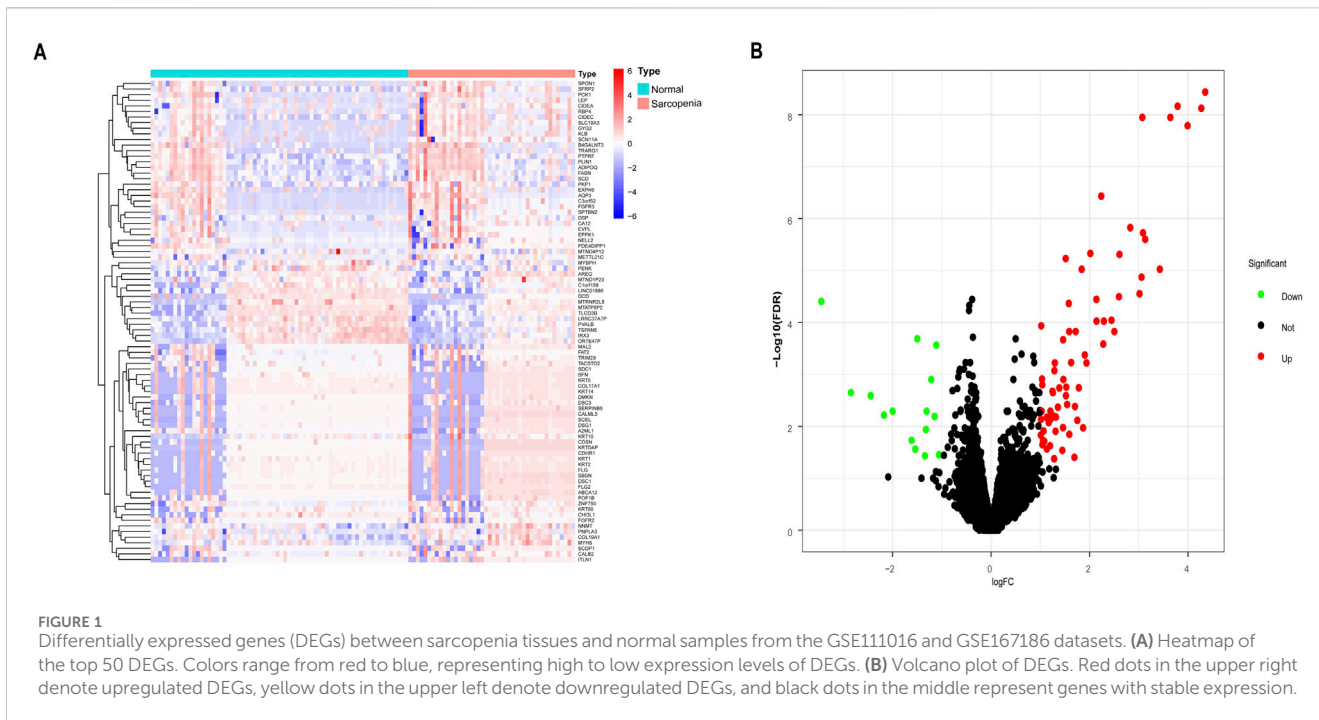 A
Type
SPON1
SFRP2
PCK1
LEP
CIDEA
RBP4
CIDEC
SLC19A3
GYG2
KLB
SCN11A
B4GALNT3
TRARG1
PTPRF
PLIN1
ADIPOQ
FASN
SCD
PKP1
EXPH5
AQP3
C3orf52
FGFR3
SPTBN2
DSP
CA12
EVPL
EPPK1
NELL2
PDE4DIPP1
MTND4P12
METTL21C
MYBPH
PENK
AREG
MTND1P23
C1orf158
LINC01886
DCD
MTRNR2L8
MTATP6P2
TLCD3B
LRRC37A7P
PVALB
TSPAN8
IRX3
OR7E47P
MAL2
FAT2
TRIM29
TACSTD2
SDC1
SFN
KRT5
COL17A1
KRT14
DMKN
DSC3
SERPINB5
CALML5
SCEL
DSG1
A2ML1
KRT10
CDSN
KRTDAP
CDHR1
KRT1
KRT2
FLG
SBSN
DSC1
FLG2
ABCA12
POF1B
ZNF750
KRT80
CHI3L1
FGFR2
NNMT
PNPLA3
COL19A1
MYH8
SCDP1
CALB2
ITLN1
6
4
2
0
−2
−4
−6
Type
Normal
Sarcopenia
B
−Log10(FDR)
8
6
4
2
0
−2
0
2
4
logFC
Significant
Down
Not
Up
FIGURE 1
Differentially expressed genes (DEGs) between sarcopenia tissues and normal samples from the GSE111016 and GSE167186 datasets. (A) Heatmap of
the top 50 DEGs. Colors range from red to blue, representing high to low expression levels of DEGs. (B) Volcano plot of DEGs. Red dots in the upper right
denote upregulated DEGs, yellow dots in the upper left denote downregulated DEGs, and black dots in the middle represent genes with stable expression.